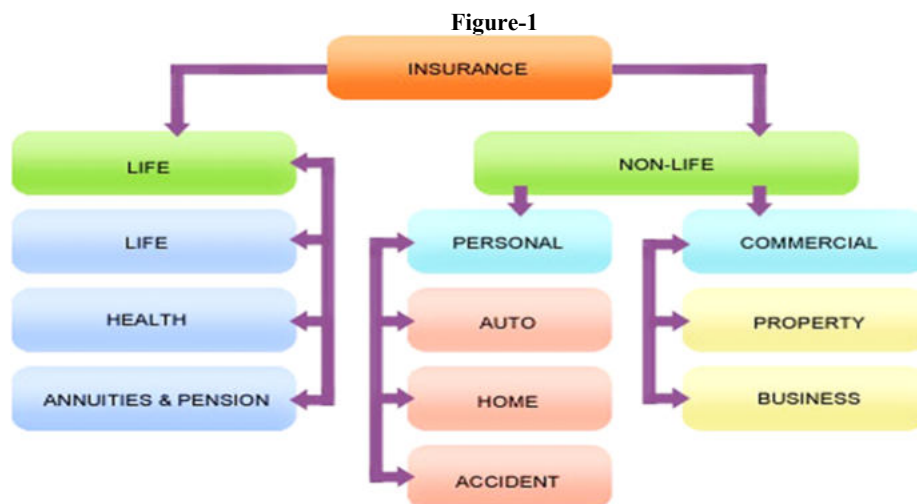 Figure-1
INSURANCE
LIFE
LIFE
HEALTH
ANNUITIES & PENSION
NON-LIFE
PERSONAL
AUTO
HOME
ACCIDENT
COMMERCIAL
PROPERTY
BUSINESS